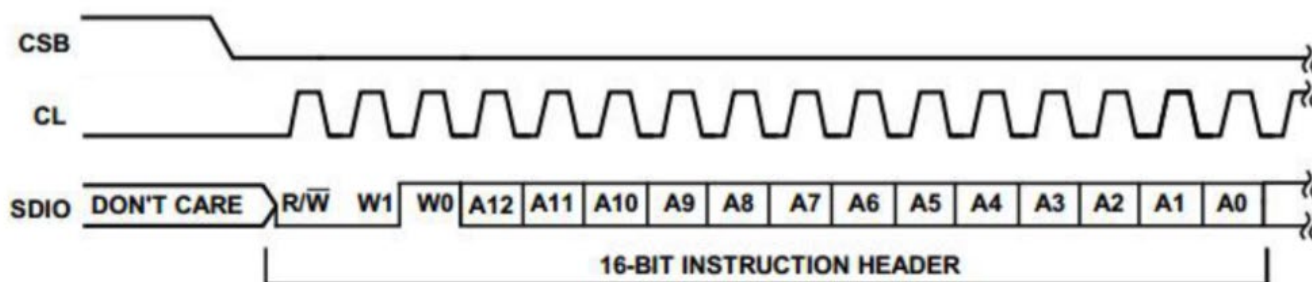 CSB
CL
SDIO DON'T CARE R/W̅ W1 W0 A12 A11 A10 A9 A8 A7 A6 A5 A4 A3 A2 A1 A0
16-BIT INSTRUCTION HEADER